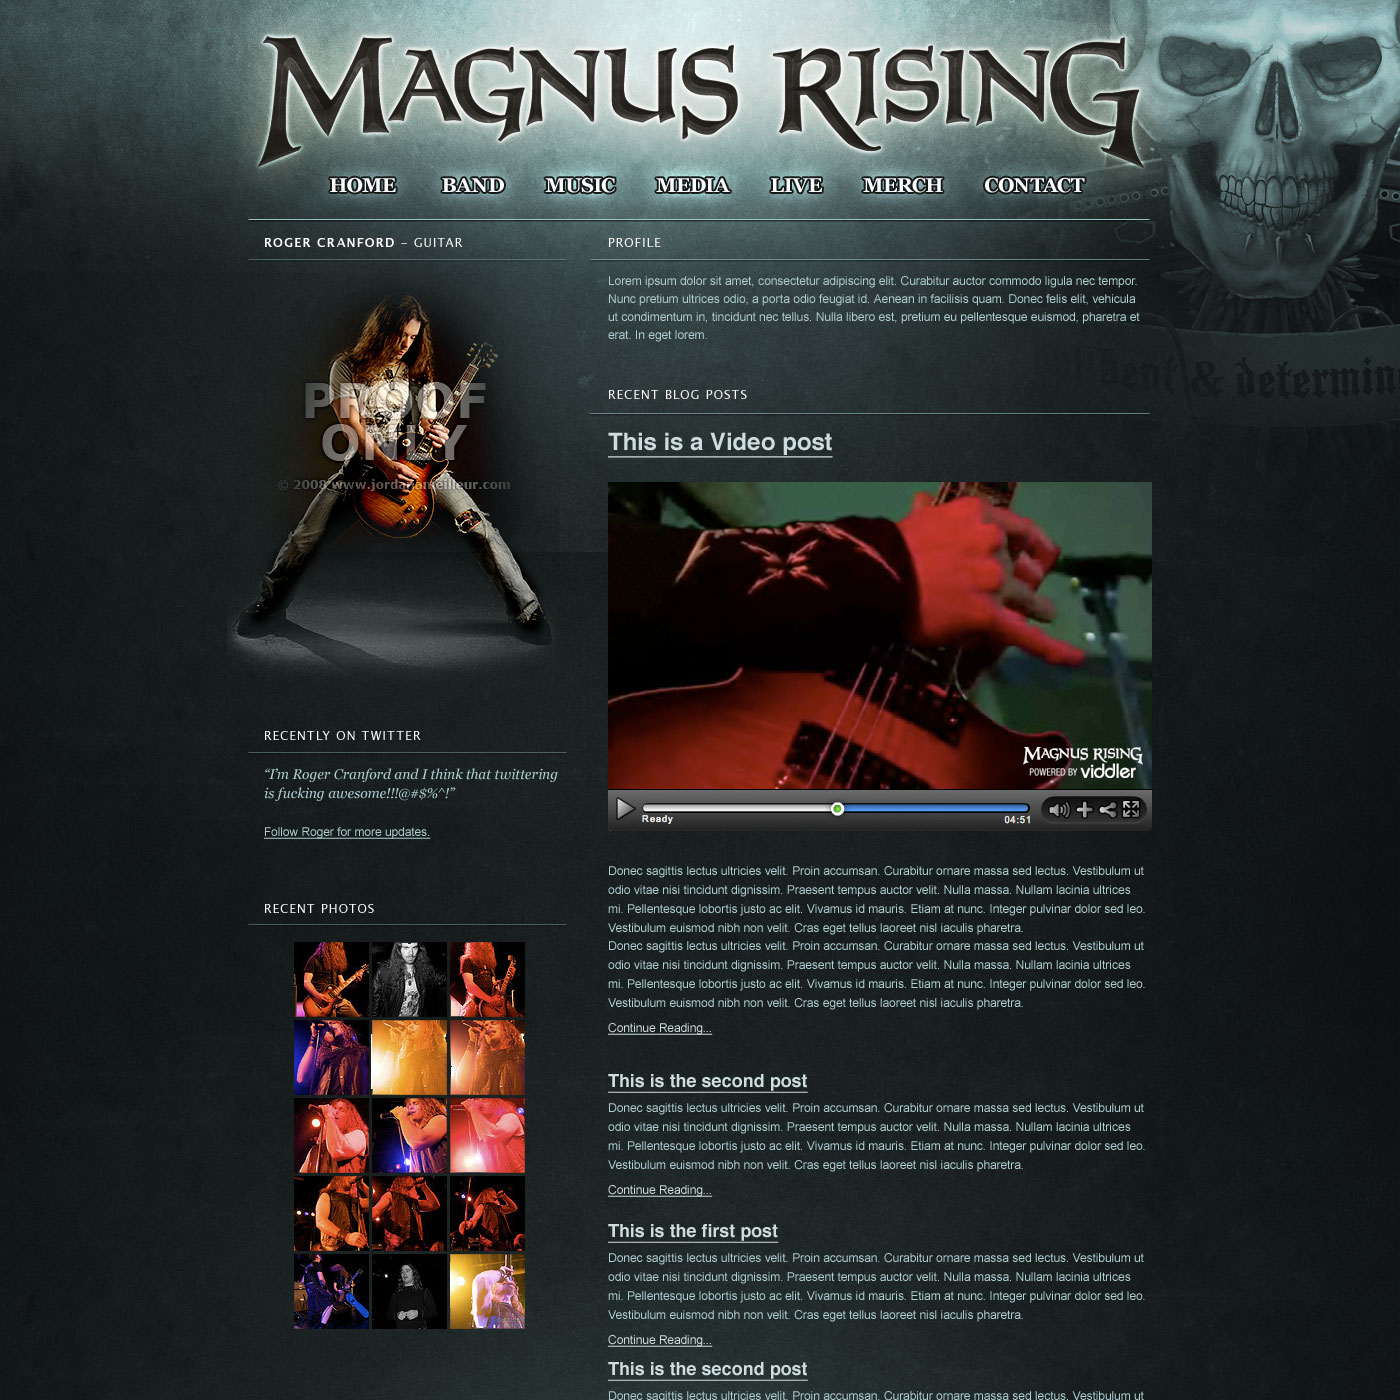 MAGNUS RISING
HOME BAND MUSIC MEDIA LIVE MERCH CONTACT
ROGER CRANFORD – GUITAR
PROOF
ONLY
© 2008 www.jordanameilleur.com
RECENTLY ON TWITTER
“I'm Roger Cranford and I think that twittering
is fucking awesome!!!@#$%^!”
Follow Roger for more updates.
RECENT PHOTOS
PROFILE
Lorem ipsum dolor sit amet, consectetur adipiscing elit. Curabitur auctor commodo ligula nec tempor.
Nunc pretium ultrices odio, a porta odio feugiat id. Aenean in facilisis quam. Donec felis elit, vehicula
ut condimentum in, tincidunt nec tellus. Nulla libero est, pretium eu pellentesque euismod, pharetra et
erat. In eget lorem.
& determin
RECENT BLOG POSTS
This is a Video post
MAGNUS RISING
POWERED BY viddler
Ready 04:51
Donec sagittis lectus ultricies velit. Proin accumsan. Curabitur ornare massa sed lectus. Vestibulum ut
odio vitae nisi tincidunt dignissim. Praesent tempus auctor velit. Nulla massa. Nullam lacinia ultrices
mi. Pellentesque lobortis justo ac elit. Vivamus id mauris. Etiam at nunc. Integer pulvinar dolor sed leo.
Vestibulum euismod nibh non velit. Cras eget tellus laoreet nisl iaculis pharetra.
Donec sagittis lectus ultricies velit. Proin accumsan. Curabitur ornare massa sed lectus. Vestibulum ut
odio vitae nisi tincidunt dignissim. Praesent tempus auctor velit. Nulla massa. Nullam lacinia ultrices
mi. Pellentesque lobortis justo ac elit. Vivamus id mauris. Etiam at nunc. Integer pulvinar dolor sed leo.
Vestibulum euismod nibh non velit. Cras eget tellus laoreet nisl iaculis pharetra.
Continue Reading...
This is the second post
Donec sagittis lectus ultricies velit. Proin accumsan. Curabitur ornare massa sed lectus. Vestibulum ut
odio vitae nisi tincidunt dignissim. Praesent tempus auctor velit. Nulla massa. Nullam lacinia ultrices
mi. Pellentesque lobortis justo ac elit. Vivamus id mauris. Etiam at nunc. Integer pulvinar dolor sed leo.
Vestibulum euismod nibh non velit. Cras eget tellus laoreet nisl iaculis pharetra.
Continue Reading...
This is the first post
Donec sagittis lectus ultricies velit. Proin accumsan. Curabitur ornare massa sed lectus. Vestibulum ut
odio vitae nisi tincidunt dignissim. Praesent tempus auctor velit. Nulla massa. Nullam lacinia ultrices
mi. Pellentesque lobortis justo ac elit. Vivamus id mauris. Etiam at nunc. Integer pulvinar dolor sed leo.
Vestibulum euismod nibh non velit. Cras eget tellus laoreet nisl iaculis pharetra.
Continue Reading...
This is the second post
Donec sagittis lectus ultricies velit. Proin accumsan. Curabitur ornare massa sed lectus. Vestibulum ut